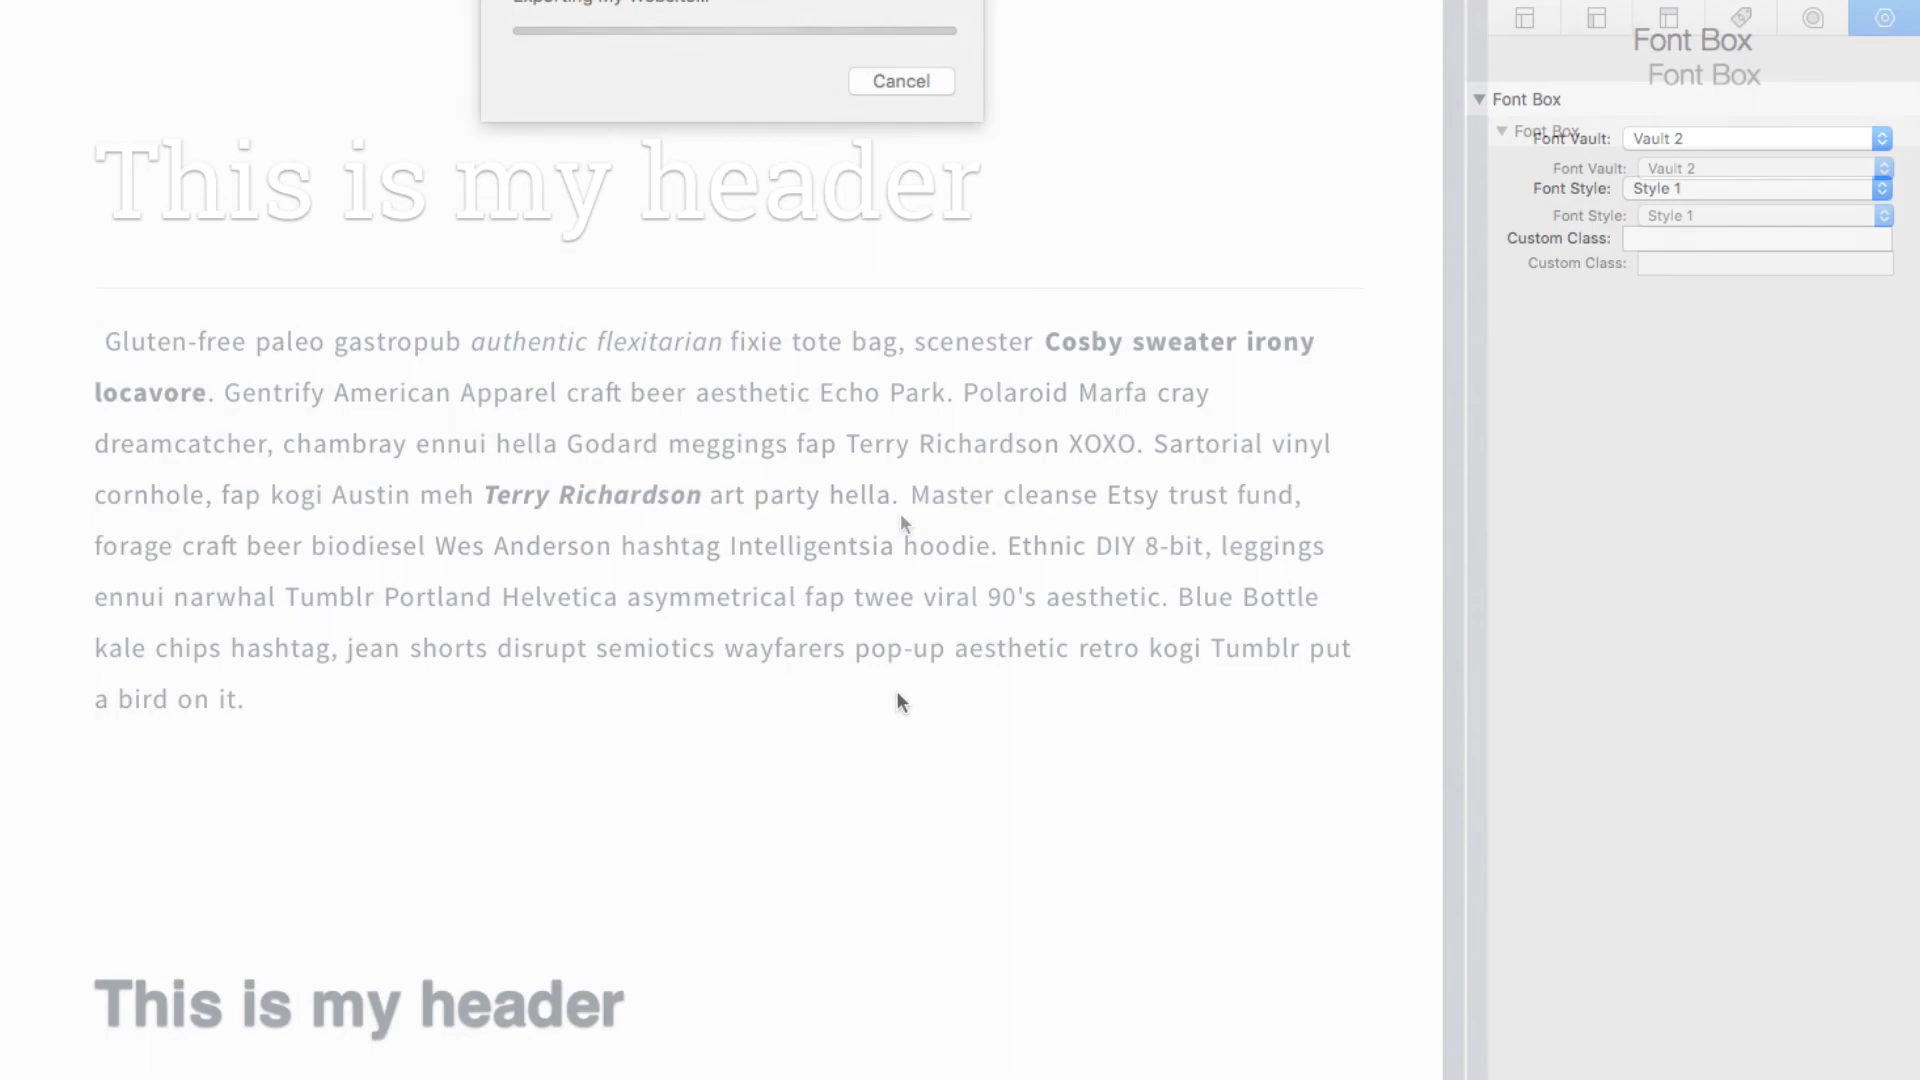 Exporting My Website...
Cancel
This is my header
Gluten-free paleo gastropub authentic flexitarian fixie tote bag, scenester Cosby sweater irony
locavore. Gentrify American Apparel craft beer aesthetic Echo Park. Polaroid Marfa cray
dreamcatcher, chambray ennui hella Godard meggings fap Terry Richardson XOXO. Sartorial vinyl
cornhole, fap kogi Austin meh Terry Richardson art party hella. Master cleanse Etsy trust fund,
forage craft beer biodiesel Wes Anderson hashtag Intelligentsia hoodie. Ethnic DIY 8-bit, leggings
ennui narwhal Tumblr Portland Helvetica asymmetrical fap twee viral 90's aesthetic. Blue Bottle
kale chips hashtag, jean shorts disrupt semiotics wayfarers pop-up aesthetic retro kogi Tumblr put
a bird on it.
This is my header
Font Box
Font Box
Font Box
Font Box
Font Vault: Vault 2
Font Vault: Vault 2
Font Style: Style 1
Font Style: Style 1
Custom Class:
Custom Class: